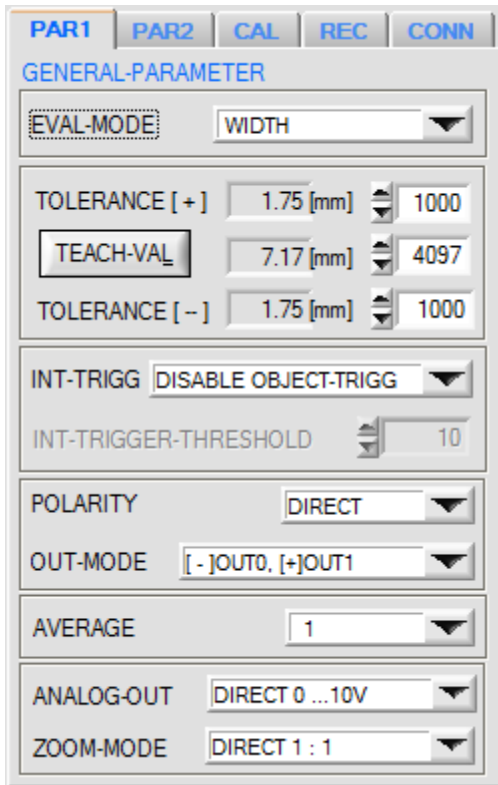 PAR1 PAR2 CAL REC CONN
GENERAL-PARAMETER
EVAL-MODE WIDTH
TOLERANCE [ + ] 1.75 [mm] 1000
TEACH-VAL 7.17 [mm] 4097
TOLERANCE [ -- ] 1.75 [mm] 1000
INT-TRIGG DISABLE OBJECT-TRIGG
INT-TRIGGER-THRESHOLD 10
POLARITY DIRECT
OUT-MODE [ - ]OUT0, [+]OUT1
AVERAGE 1
ANALOG-OUT DIRECT 0 ...10V
ZOOM-MODE DIRECT 1 : 1